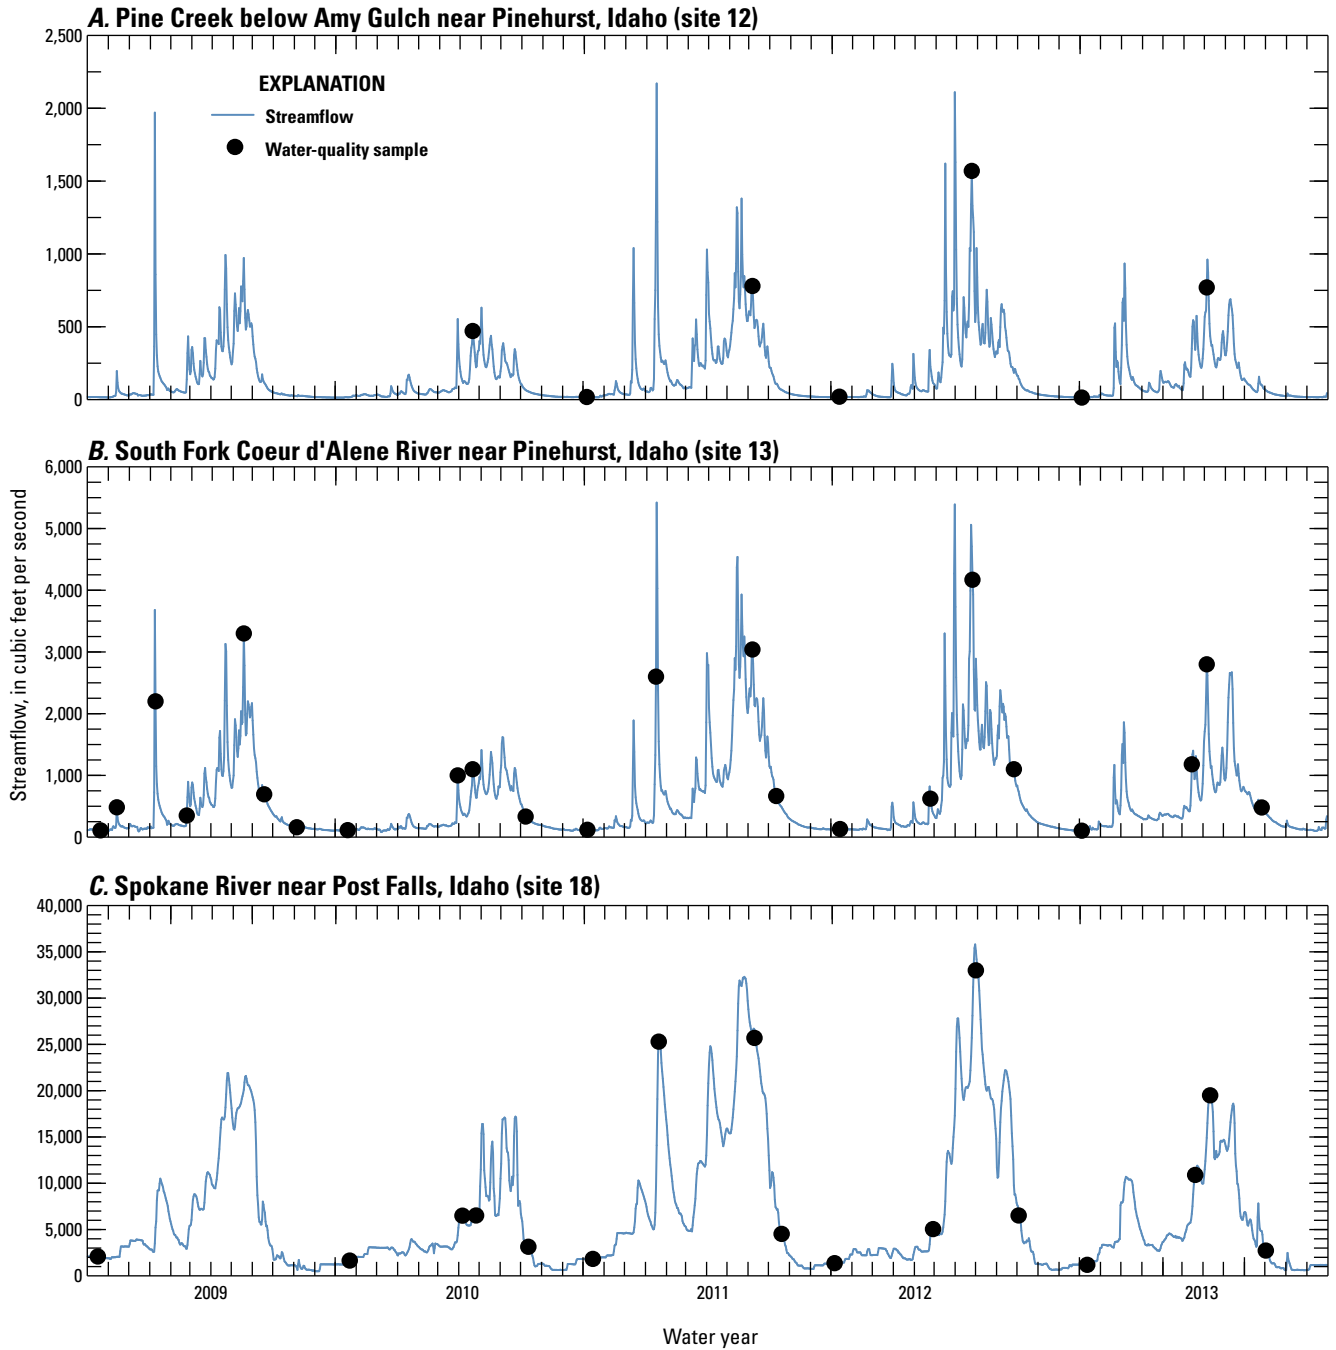 A. Pine Creek below Amy Gulch near Pinehurst, Idaho (site 12)
2,500
2,000
1,500
1,000
500
0
EXPLANATION
Streamflow
Water-quality sample
B. South Fork Coeur d'Alene River near Pinehurst, Idaho (site 13)
6,000
5,000
4,000
3,000
2,000
1,000
0
Streamflow, in cubic feet per second
C. Spokane River near Post Falls, Idaho (site 18)
40,000
35,000
30,000
25,000
20,000
15,000
10,000
5,000
0
2009 2010 2011 2012 2013
Water year